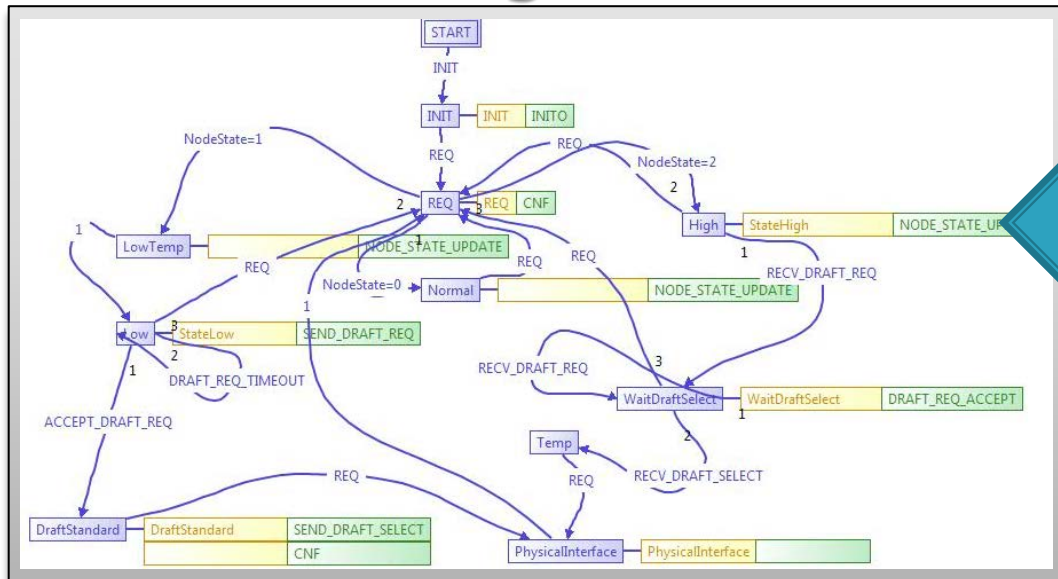 START
INIT
INIT INIT INITO
REQ
NodeState=1
REQ
NodeState=2
2
2 REQ 3 REQ CNF
High StateHigh
1
1
LowTemp NODE_STATE_UPDATE
1
REQ
REQ
RECV_DRAFT_REQ
NodeState=0 Normal NODE_STATE_UPDATE
1
Low 3 StateLow SEND_DRAFT_REQ
1
2
DRAFT_REQ_TIMEOUT
RECV_DRAFT_REQ
3
WaitDraftSelect WaitDraftSelect DRAFT_REQ_ACCEPT
1
2
ACCEPT_DRAFT_REQ
Temp
REQ
REQ
RECV_DRAFT_SELECT
DraftStandard DraftStandard SEND_DRAFT_SELECT
CNF
PhysicalInterface PhysicalInterface